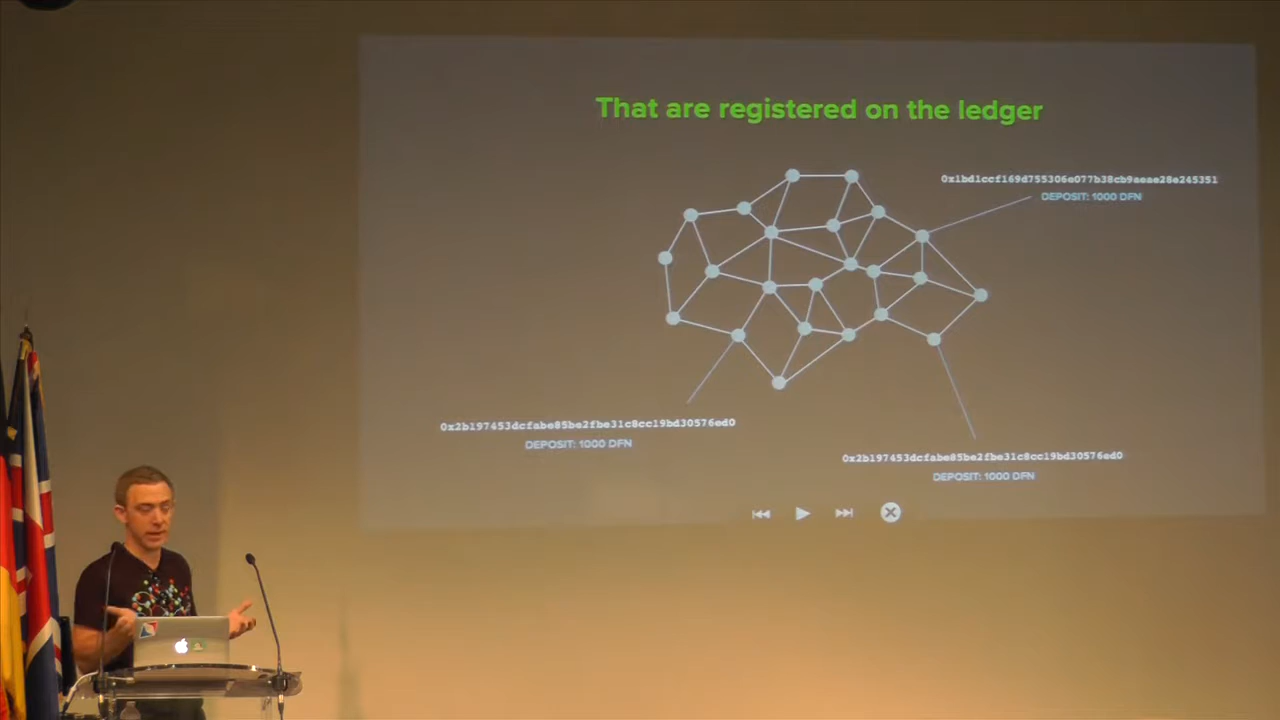 That are registered on the ledger
0x1bd1ccf169d755306e077b38cb9aeae28e245351
DEPOSIT: 1000 DFN
0x2b197453dcfabe85be2fbe31c8cc19bd30576ed0
DEPOSIT: 1000 DFN
0x2b197453dcfabe85be2fbe31c8cc19bd30576ed0
DEPOSIT: 1000 DFN